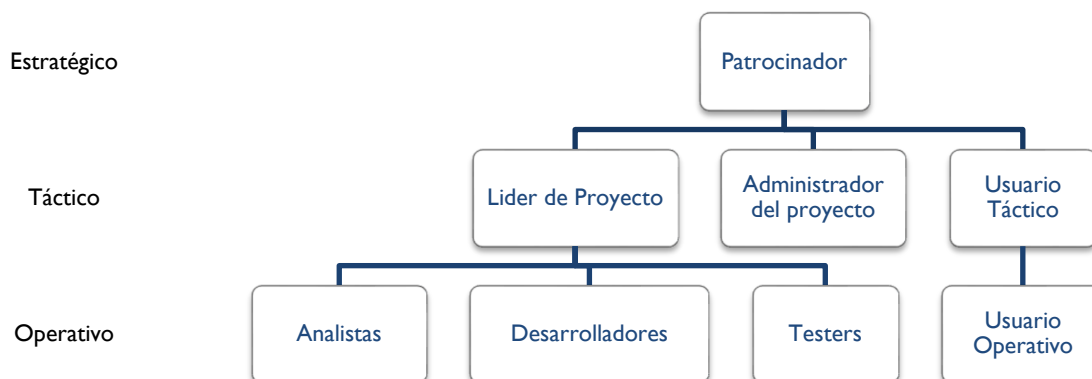 Estratégico
Patrocinador
Táctico
Lider de Proyecto
Administrador
del proyecto
Usuario
Táctico
Operativo
Analistas
Desarrolladores
Testers
Usuario
Operativo